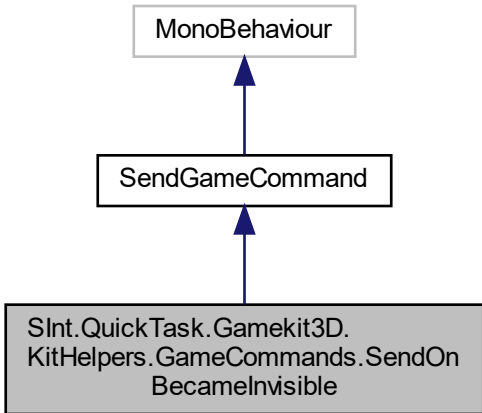 MonoBehaviour
SendGameCommand
SInt.QuickTask.Gamekit3D.
KitHelpers.GameCommands.SendOn
BecameInvisible